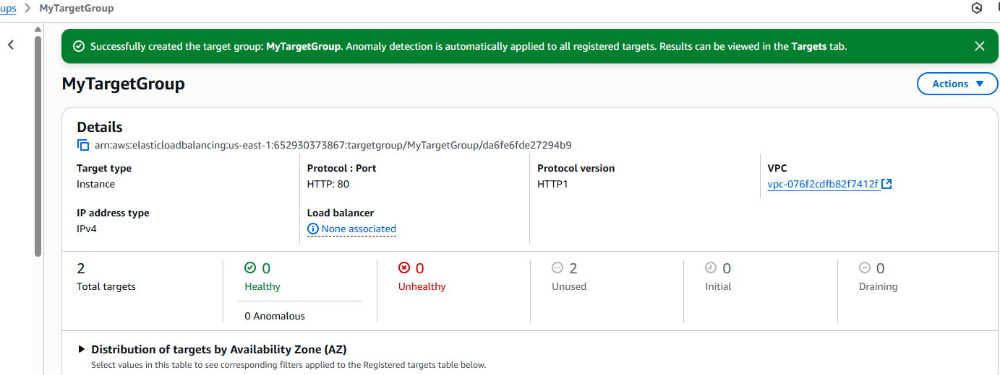 ups > MyTargetGroup
Successfully created the target group: MyTargetGroup. Anomaly detection is automatically applied to all registered targets. Results can be viewed in the Targets tab.
MyTargetGroup
Actions
Details
arn:aws:elasticloadbalancing:us-east-1:652930373867:targetgroup/MyTargetGroup/da6fe6fde27294b9
Target type
Instance
Protocol : Port
HTTP: 80
Protocol version
HTTP1
VPC
vpc-076f2cdfb82f7412f
IP address type
IPv4
Load balancer
None associated
2
Total targets
0
Healthy
0 Anomalous
0
Unhealthy
2
Unused
0
Initial
0
Draining
Distribution of targets by Availability Zone (AZ)
Select values in this table to see corresponding filters applied to the Registered targets table below.